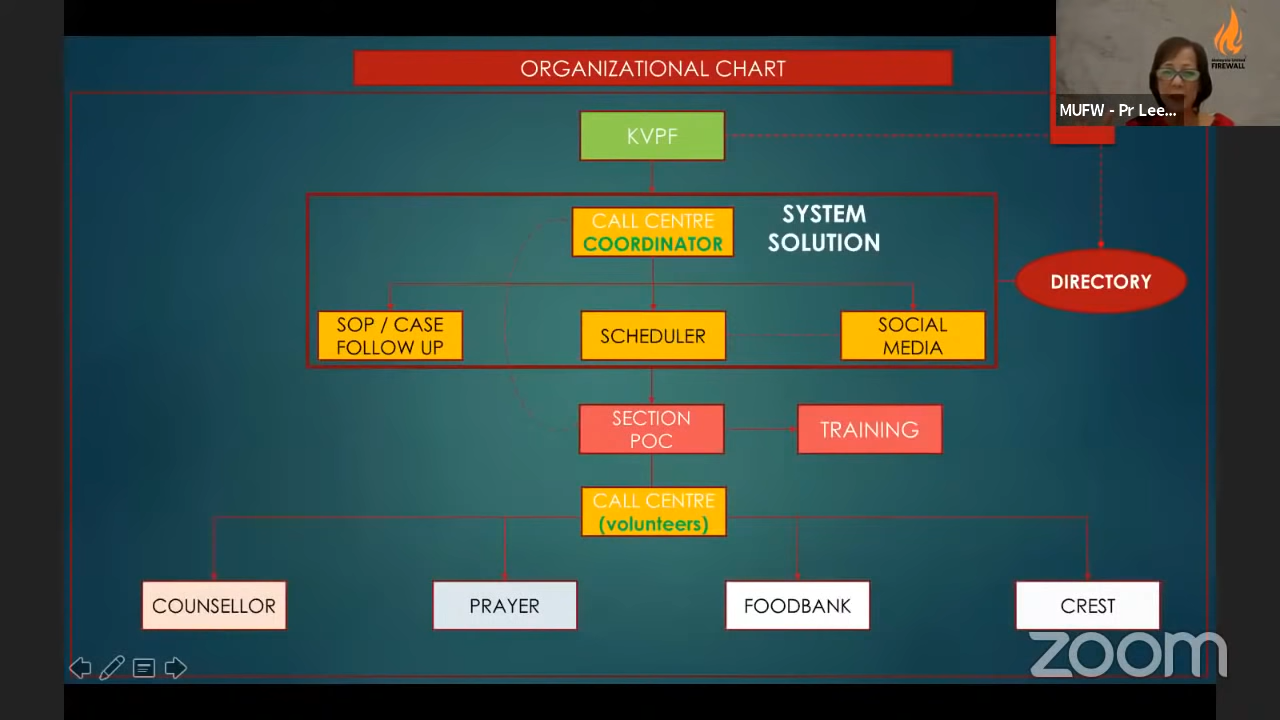 ORGANIZATIONAL CHART
FIREWALL
MUFW - Pr Lee...
KVPF
CALL CENTRE
COORDINATOR
SYSTEM
SOLUTION
DIRECTORY
SOP / CASE
FOLLOW UP
SCHEDULER
SOCIAL
MEDIA
SECTION
POC
TRAINING
CALL CENTRE
(volunteers)
COUNSELLOR
PRAYER
FOODBANK
CREST
zoom